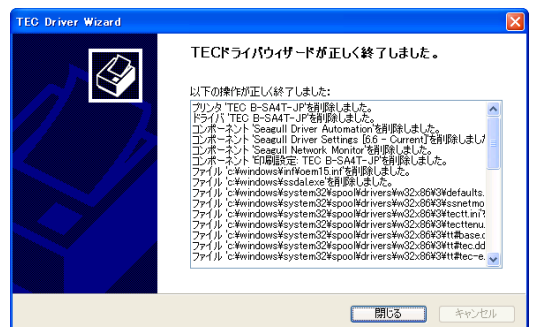 TEC Driver Wizard
TECドライバウィザードが正しく終了しました。
以下の操作が正しく終了しました:
プリンタ 'TEC B-SA4T-JP'を削除しました。
ドライバ 'TEC B-SA4T-JP'を削除しました。
コンポーネント 'Seagull Driver Automation'を削除しました。
コンポーネント 'Seagull Driver Settings [6.6 - Current]'を削除しまし
コンポーネント 'Seagull Network Monitor'を削除しました。
コンポーネント '印刷設定: TEC B-SA4T-JP'を削除しました。
ファイル 'c:¥windows¥inf¥oem15.inf'を削除しました。
ファイル 'c:¥windows¥ssdal.exe'を削除しました。
ファイル 'c:¥windows¥system32¥spool¥drivers¥w32x86¥3¥defaults.
ファイル 'c:¥windows¥system32¥spool¥drivers¥w32x86¥3¥ssnetmo
ファイル 'c:¥windows¥system32¥spool¥drivers¥w32x86¥3¥tectt.ini'
ファイル 'c:¥windows¥system32¥spool¥drivers¥w32x86¥3¥tecttenu.
ファイル 'c:¥windows¥system32¥spool¥drivers¥w32x86¥3¥tt#base.d
ファイル 'c:¥windows¥system32¥spool¥drivers¥w32x86¥3¥tt#tec.dd
ファイル 'c:¥windows¥system32¥spool¥drivers¥w32x86¥3¥tt#tec-e.
閉じる
キャンセル